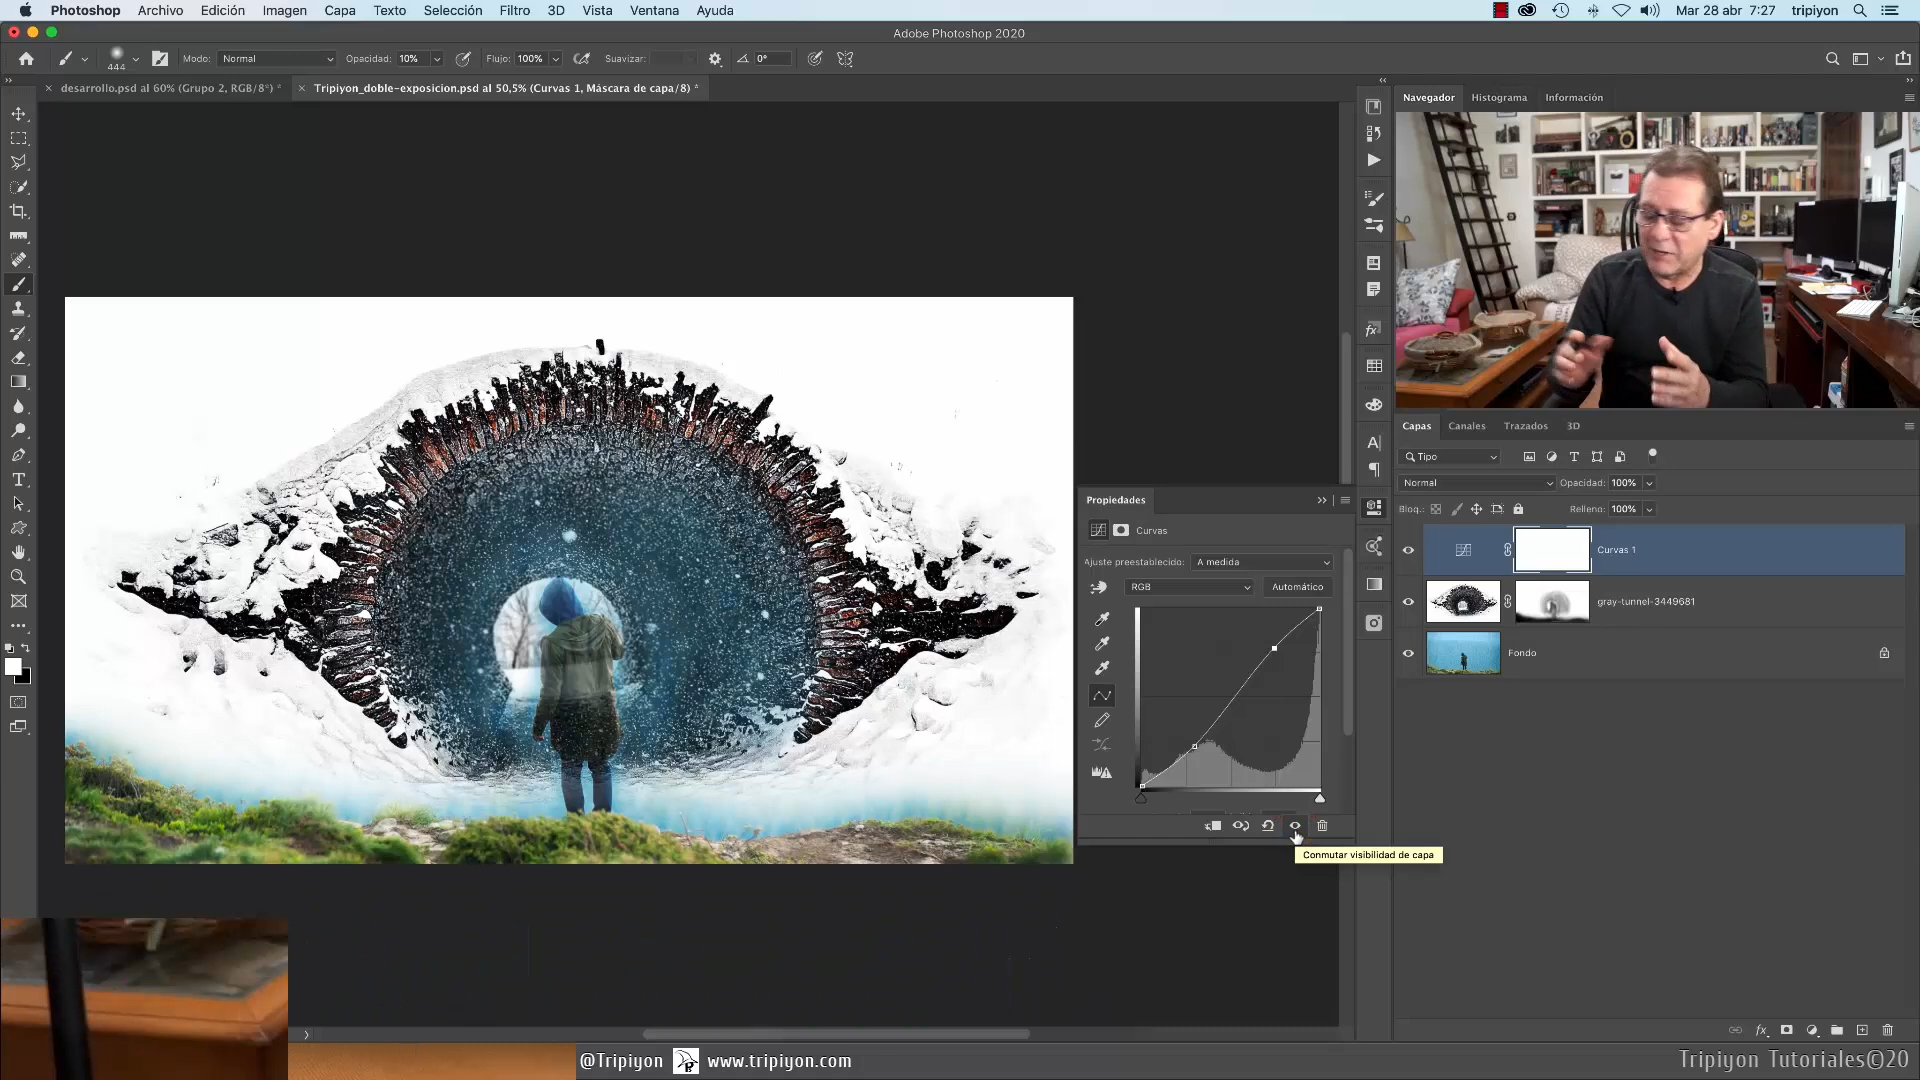 Photoshop Archivo Edición Imagen Capa Texto Selección Filtro 3D Vista Ventana Ayuda Mar 28 abr 7:27 tripiyon
Adobe Photoshop 2020
444 Modo: Normal Opacidad: 10% Flujo: 100% Suavizar: 0°
desarrollo.psd al 60% (Grupo 2, RGB/8*) * Tripiyon_doble-exposicion.psd al 50,5% (Curvas 1, Máscara de capa/8) *
Navegador Histograma Información
Capas Canales Trazados 3D
Tipo
Normal Opacidad: 100%
Bloq.: Relleno: 100%
Curvas 1
gray-tunnel-3449681
Fondo
Propiedades
Curvas
Ajuste preestablecido: A medida
RGB Automático
Conmutar visibilidad de capa
@Tripiyon www.tripiyon.com
Tripiyon Tutoriales©20